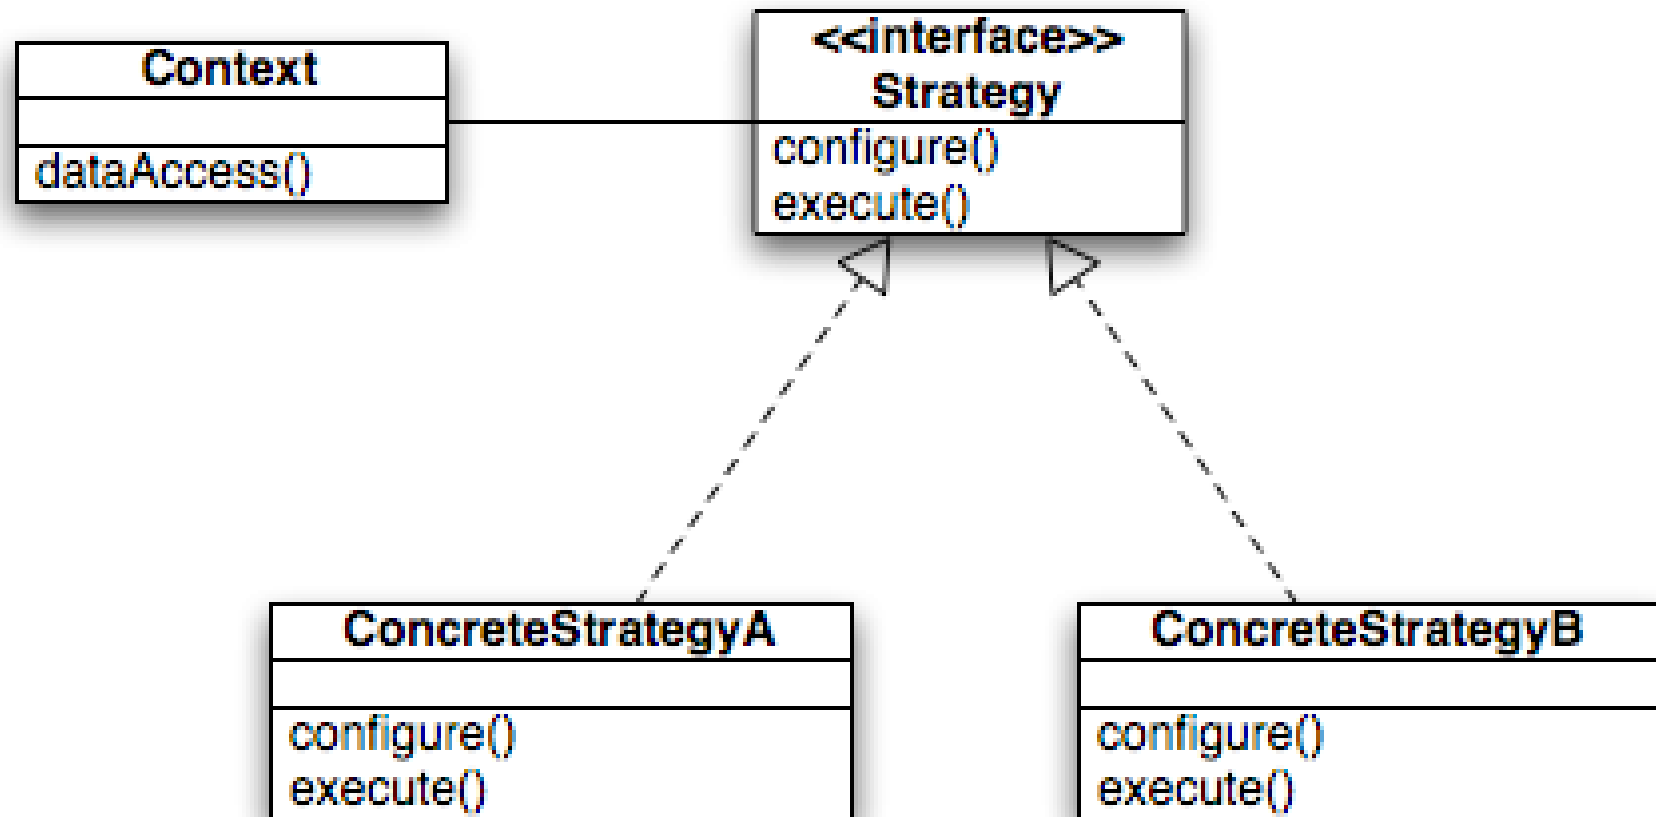 Context
dataAccess()
<<interface>>
Strategy
configure()
execute()
ConcreteStrategyA
configure()
execute()
ConcreteStrategyB
configure()
execute()